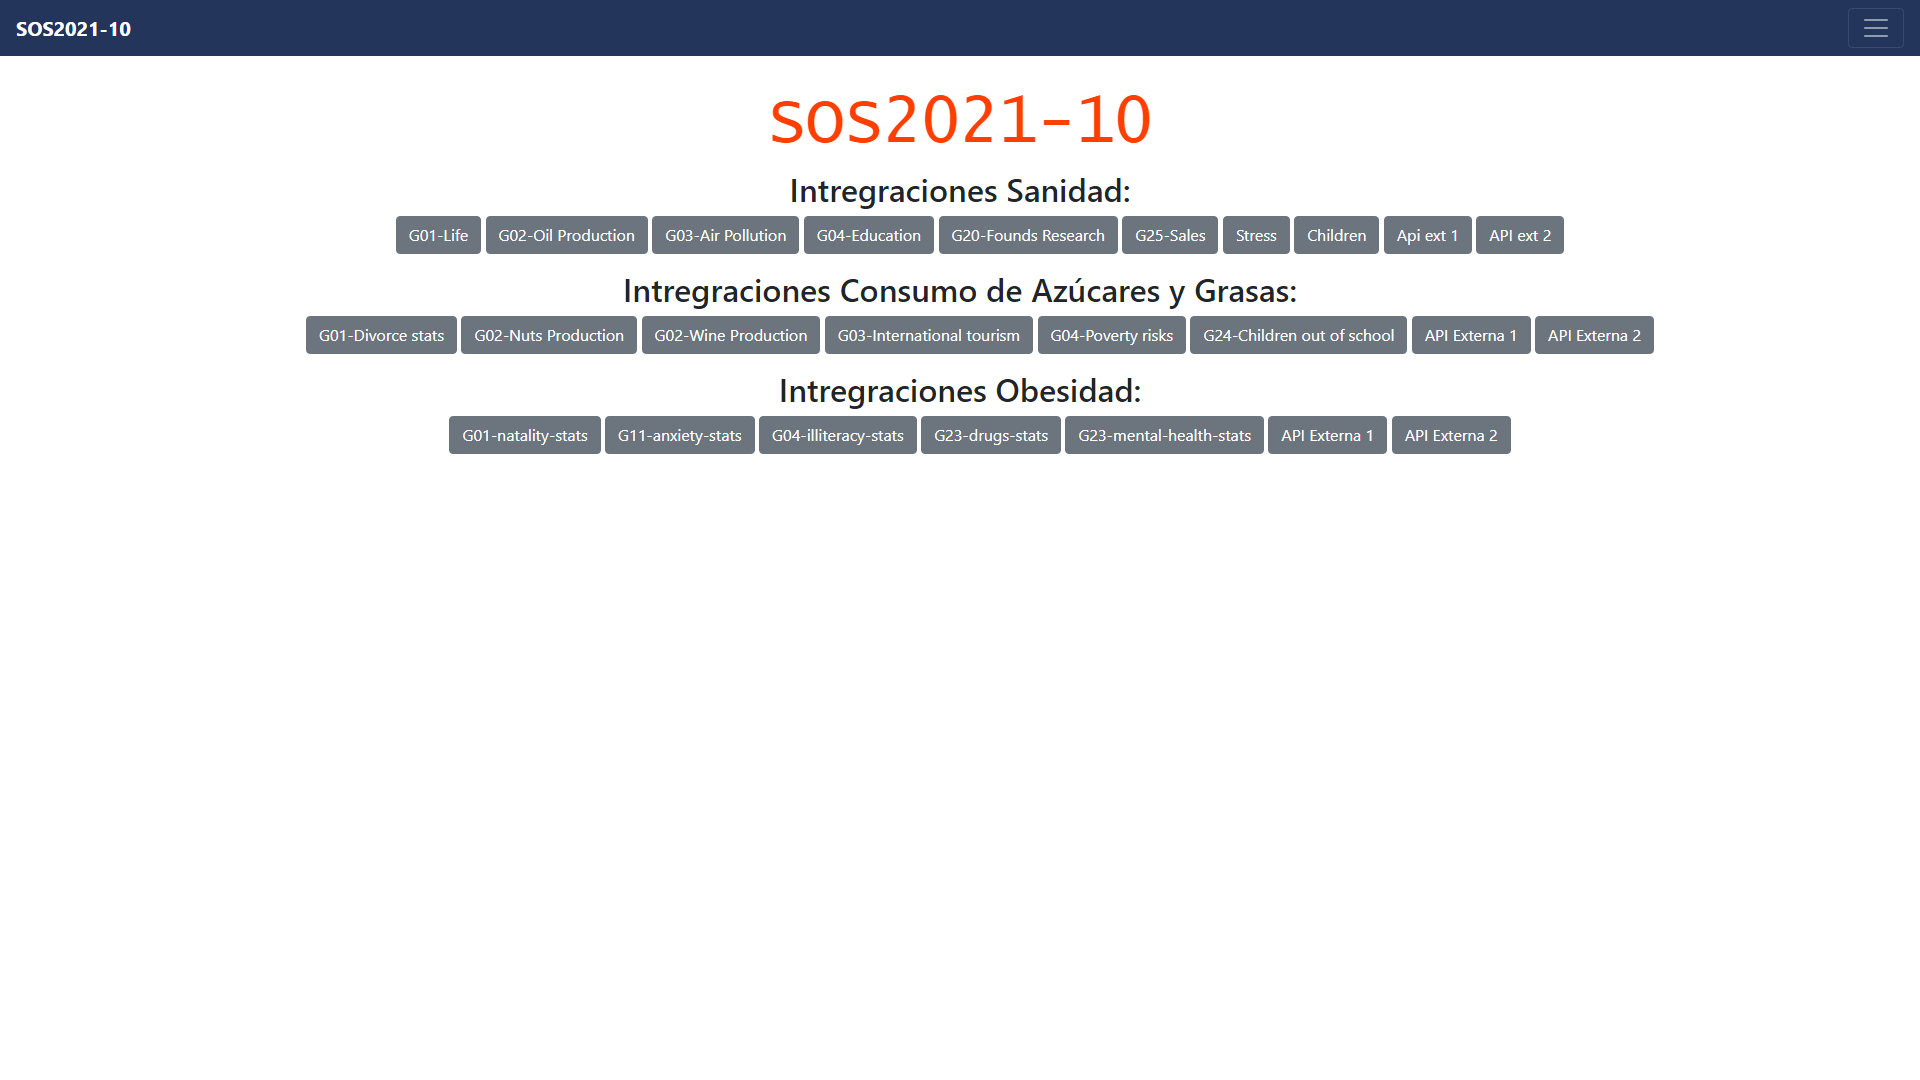 SOS2021-10
SOS2021-10
Intregraciones Sanidad:
G01-Life G02-Oil Production G03-Air Pollution G04-Education G20-Founds Research G25-Sales Stress Children Api ext 1 API ext 2
Intregraciones Consumo de Azúcares y Grasas:
G01-Divorce stats G02-Nuts Production G02-Wine Production G03-International tourism G04-Poverty risks G24-Children out of school API Externa 1 API Externa 2
Intregraciones Obesidad:
G01-natality-stats G11-anxiety-stats G04-illiteracy-stats G23-drugs-stats G23-mental-health-stats API Externa 1 API Externa 2